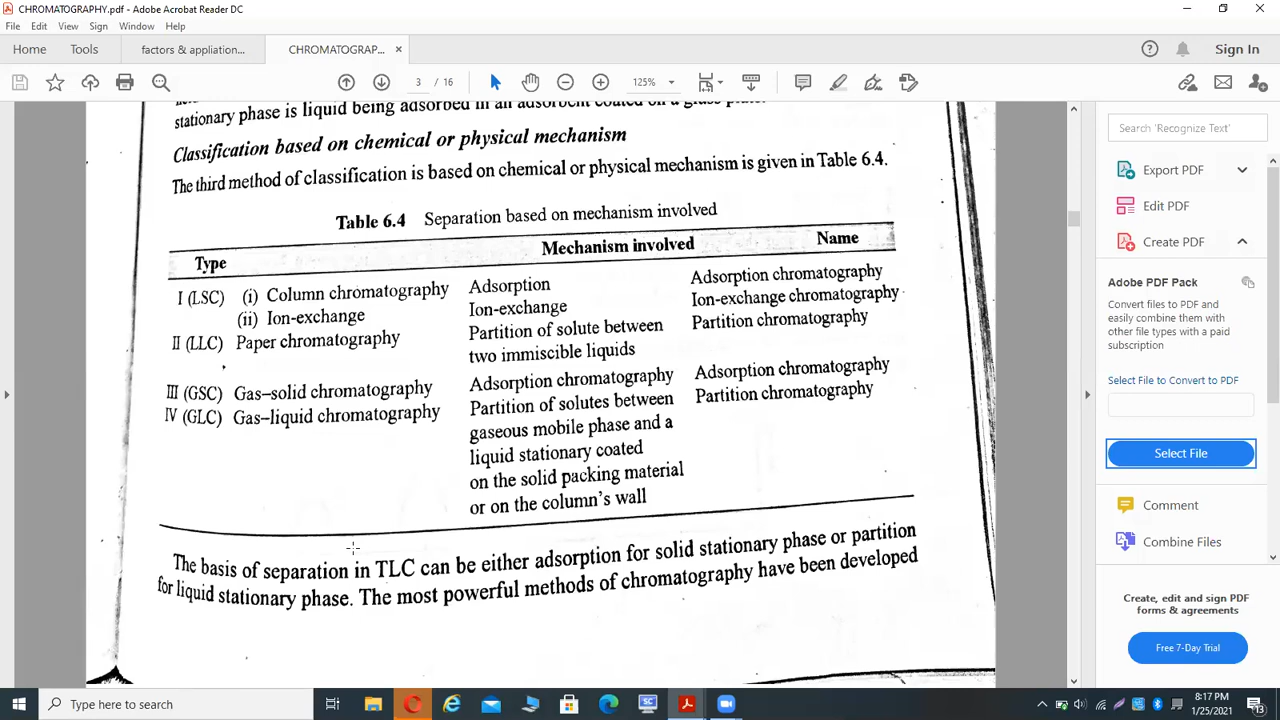 CHROMATOGRAPHY.pdf - Adobe Acrobat Reader DC
File Edit View Sign Window Help
Home Tools factors & appliation... CHROMATOGRAP... × Sign In
3 / 16 125%
stationary phase is liquid being adsorbed in an adsorbent coated on a glass plate.
Classification based on chemical or physical mechanism
The third method of classification is based on chemical or physical mechanism is given in Table 6.4.
Table 6.4 Separation based on mechanism involved
Type Mechanism involved Name
I (LSC) (i) Column chromatography Adsorption Adsorption chromatography
(ii) Ion-exchange Ion-exchange Ion-exchange chromatography
II (LLC) Paper chromatography Partition of solute between Partition chromatography
two immiscible liquids
III (GSC) Gas–solid chromatography Adsorption chromatography Adsorption chromatography
IV (GLC) Gas–liquid chromatography Partition of solutes between Partition chromatography
gaseous mobile phase and a
liquid stationary coated
on the solid packing material
or on the column's wall
The basis of separation in TLC can be either adsorption for solid stationary phase or partition
for liquid stationary phase. The most powerful methods of chromatography have been developed
Search 'Recognize Text'
Export PDF
Edit PDF
Create PDF
Adobe PDF Pack
Convert files to PDF and
easily combine them with
other file types with a paid
subscription
Select File to Convert to PDF
Select File
Comment
Combine Files
Create, edit and sign PDF
forms & agreements
Free 7-Day Trial
Type here to search
8:17 PM
1/25/2021